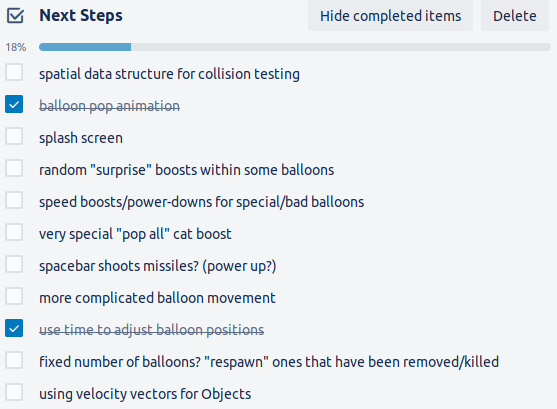 Next Steps
Hide completed items
Delete
18%
spatial data structure for collision testing
balloon pop animation
splash screen
random "surprise" boosts within some balloons
speed boosts/power-downs for special/bad balloons
very special "pop all" cat boost
spacebar shoots missiles? (power up?)
more complicated balloon movement
use time to adjust balloon positions
fixed number of balloons? "respawn" ones that have been removed/killed
using velocity vectors for Objects